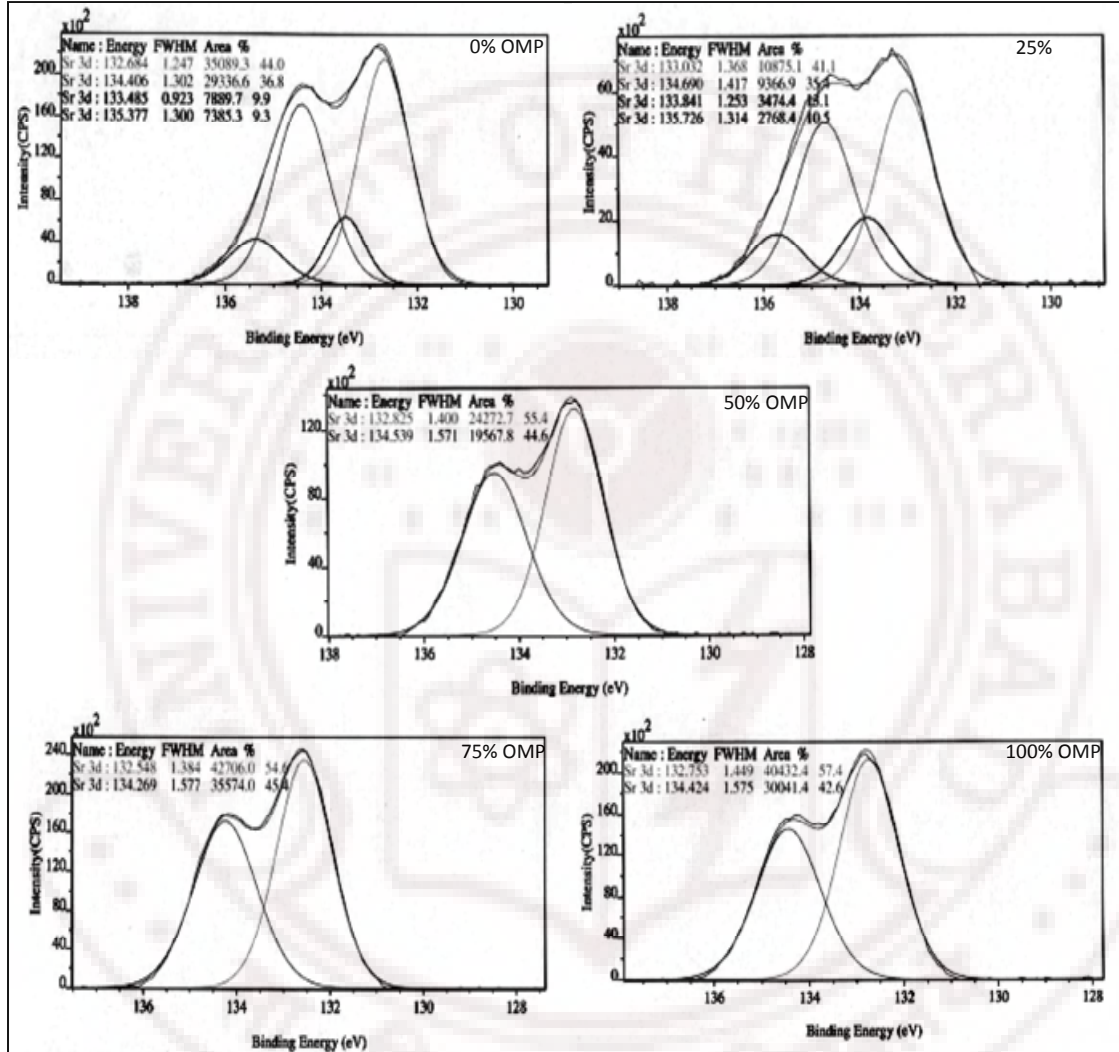 x10²
0% OMP
Name : Energy FWHM Area %
Sr 3d : 132.684 1.247 35089.3 44.0
Sr 3d : 134.406 1.302 29336.6 36.8
Sr 3d : 133.485 0.923 7889.7 9.9
Sr 3d : 135.377 1.300 7385.3 9.3
Intensity(CPS)
200
160
120
80
40
0
138 136 134 132 130
Binding Energy (eV)
x10²
25%
Name : Energy FWHM Area %
Sr 3d : 133.032 1.368 10875.1 41.1
Sr 3d : 134.690 1.417 9366.9
Sr 3d : 133.841 1.253 3474.4 13.1
Sr 3d : 135.726 1.314 2768.4 10.5
Intensity(CPS)
60
40
20
0
138 136 134 132 130
Binding Energy (eV)
x10²
50% OMP
Name : Energy FWHM Area %
Sr 3d : 132.825 1.400 24272.7 55.4
Sr 3d : 134.539 1.571 19567.8 44.6
Intensity(CPS)
120
80
40
0
138 136 134 132 130 128
Binding Energy (eV)
x10²
75% OMP
Name : Energy FWHM Area %
Sr 3d : 132.548 1.384 42706.0 54.6
Sr 3d : 134.269 1.577 35574.0 45.4
Intensity(CPS)
240
200
160
120
80
40
0
136 134 132 130 128
Binding Energy (eV)
x10²
100% OMP
Name : Energy FWHM Area %
Sr 3d : 132.753 1.449 40432.4 57.4
Sr 3d : 134.424 1.575 30041.4 42.6
Intensity(CPS)
200
160
120
80
40
0
136 134 132 130 128
Binding Energy (eV)